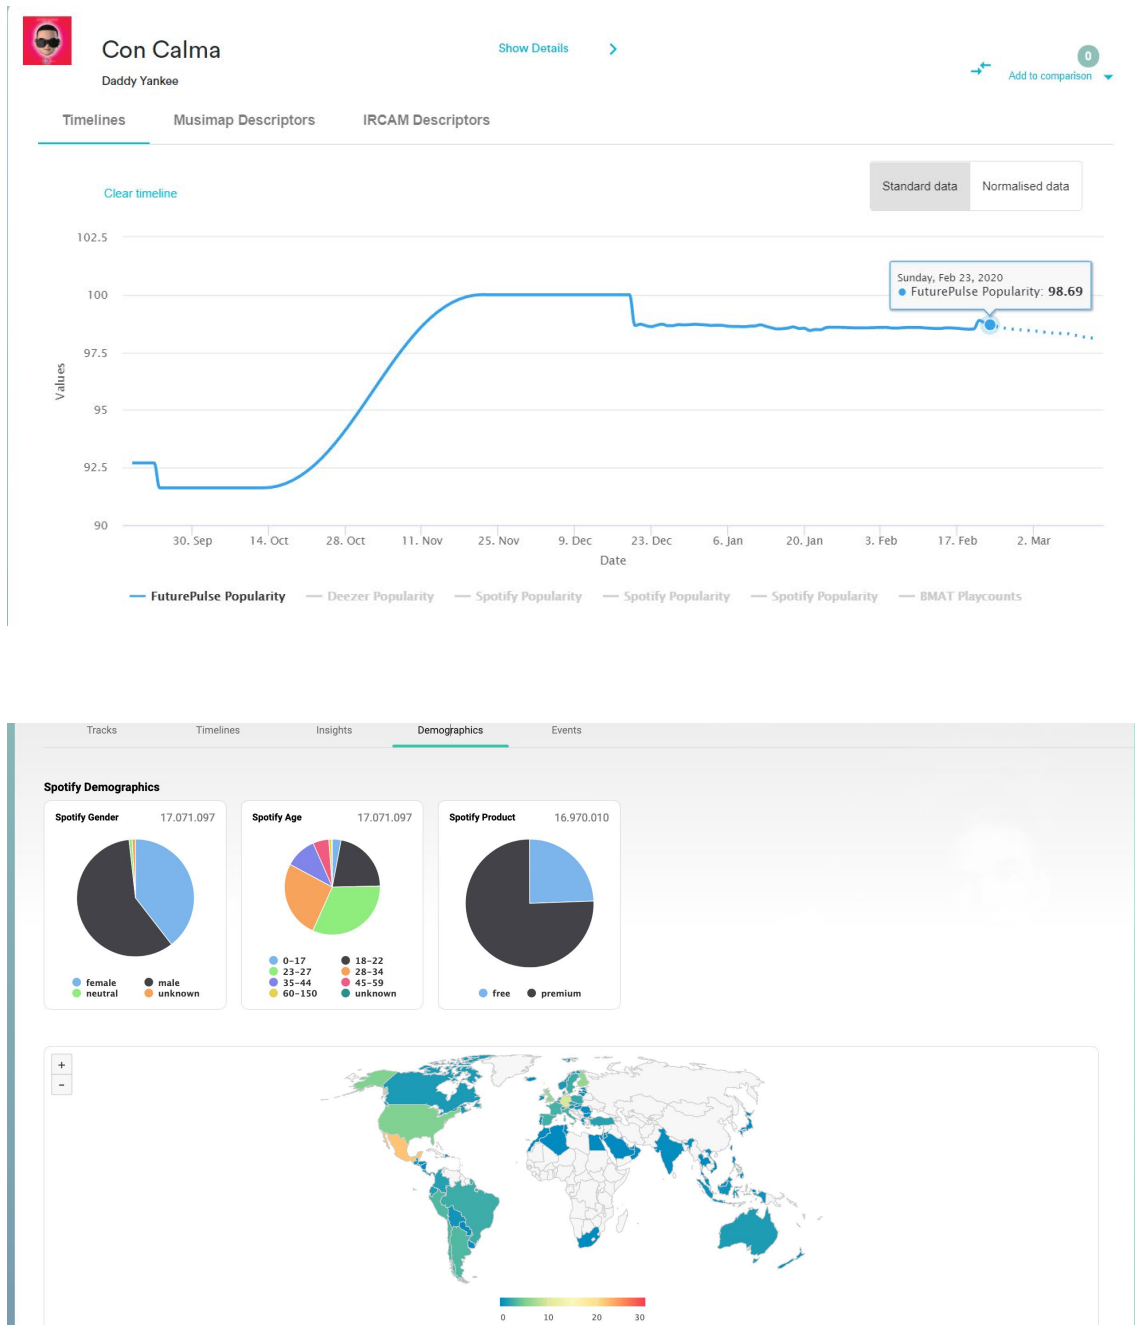 Con Calma
Daddy Yankee
Show Details
0
Add to comparison
Timelines Musimap Descriptors IRCAM Descriptors
Clear timeline
Standard data Normalised data
102.5
100
97.5
95
92.5
90
Values
Sunday, Feb 23, 2020
FuturePulse Popularity: 98.69
30. Sep 14. Oct 28. Oct 11. Nov 25. Nov 9. Dec 23. Dec 6. Jan 20. Jan 3. Feb 17. Feb 2. Mar
Date
FuturePulse Popularity Deezer Popularity Spotify Popularity Spotify Popularity Spotify Popularity BMAT Playcounts
Tracks Timelines Insights Demographics Events
Spotify Demographics
Spotify Gender 17.071.097
female male
neutral unknown
Spotify Age 17.071.097
0-17 18-22
23-27 28-34
35-44 45-59
60-150 unknown
Spotify Product 16.970.010
free premium
+
-
0 10 20 30